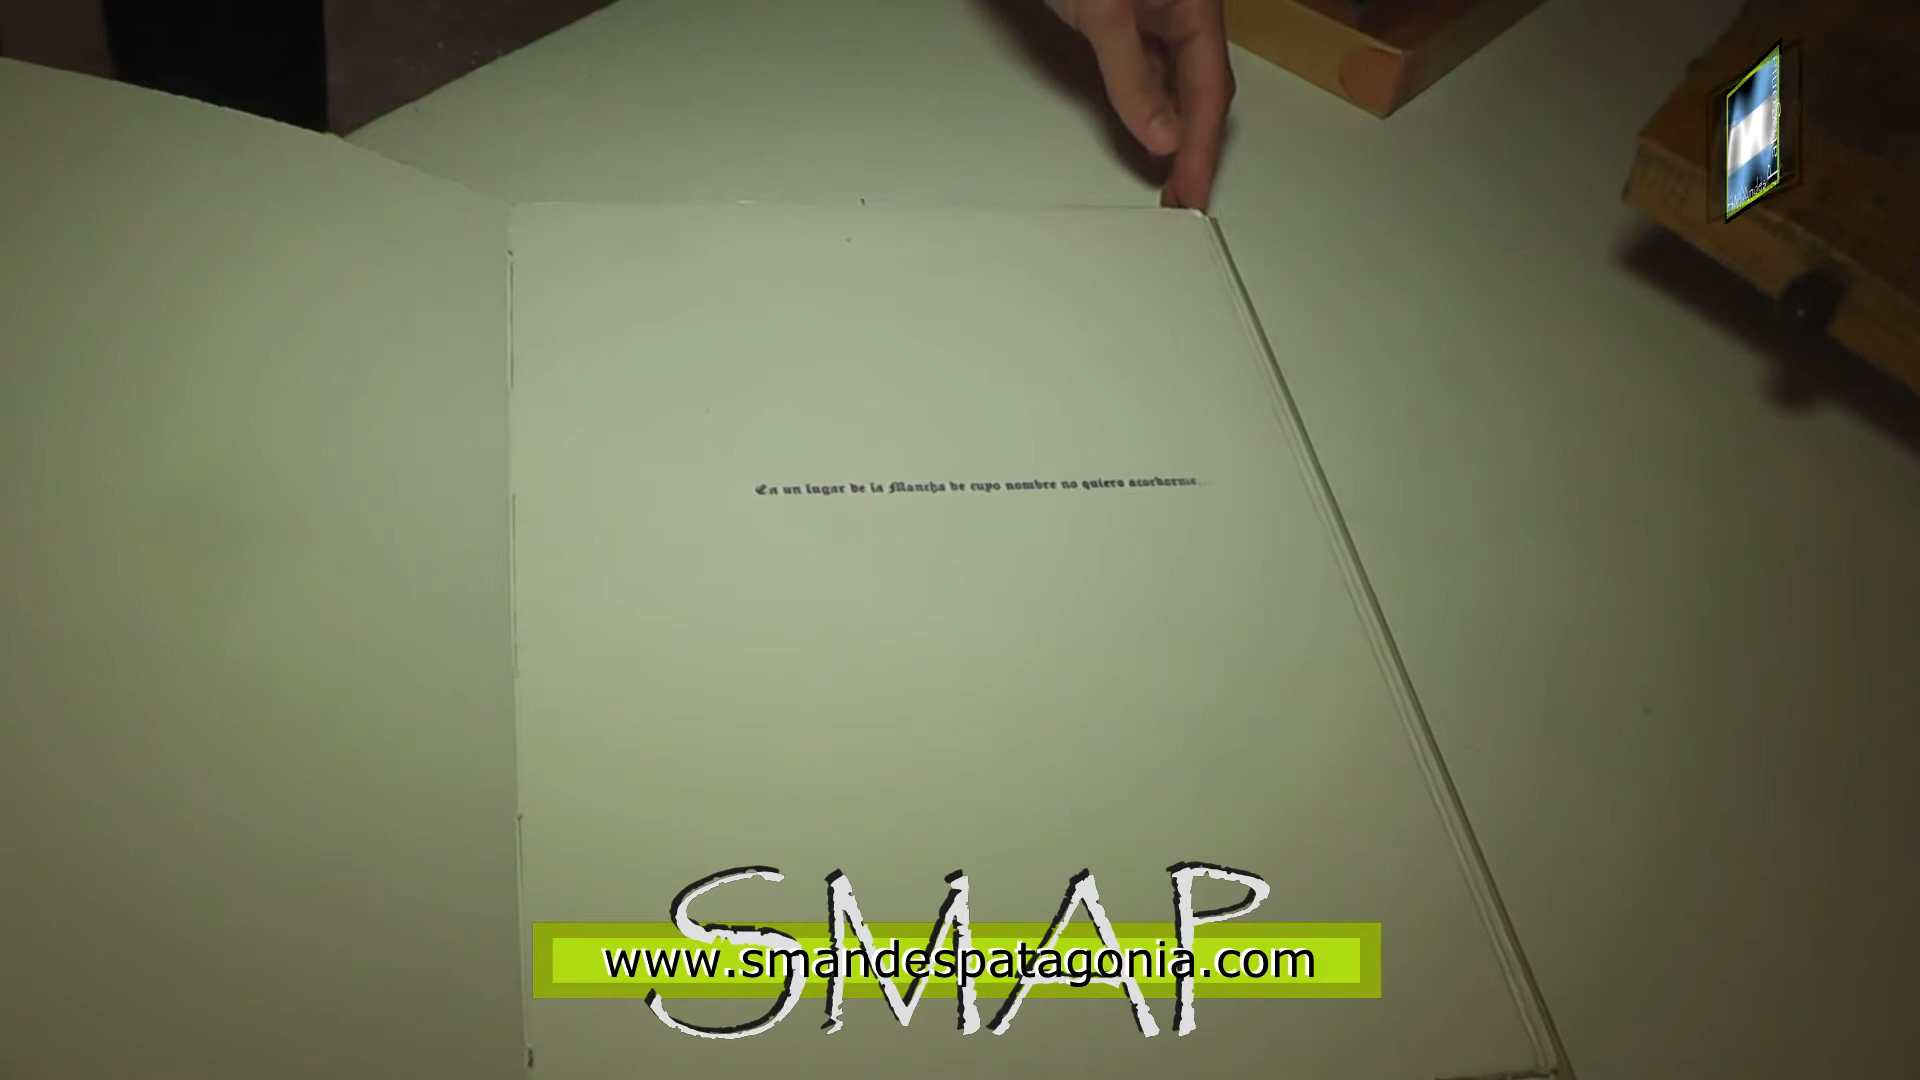 En un lugar de la Mancha de cuyo nombre no quiero acordarme...
SMAP
www.smandespatagonia.com